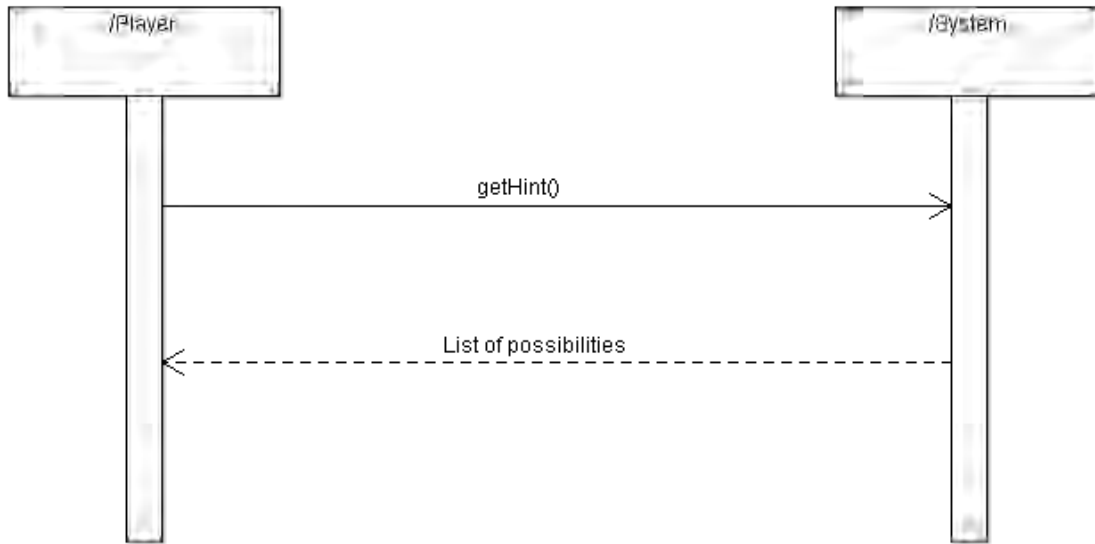 /Player
/System
getHint()
List of possibilities